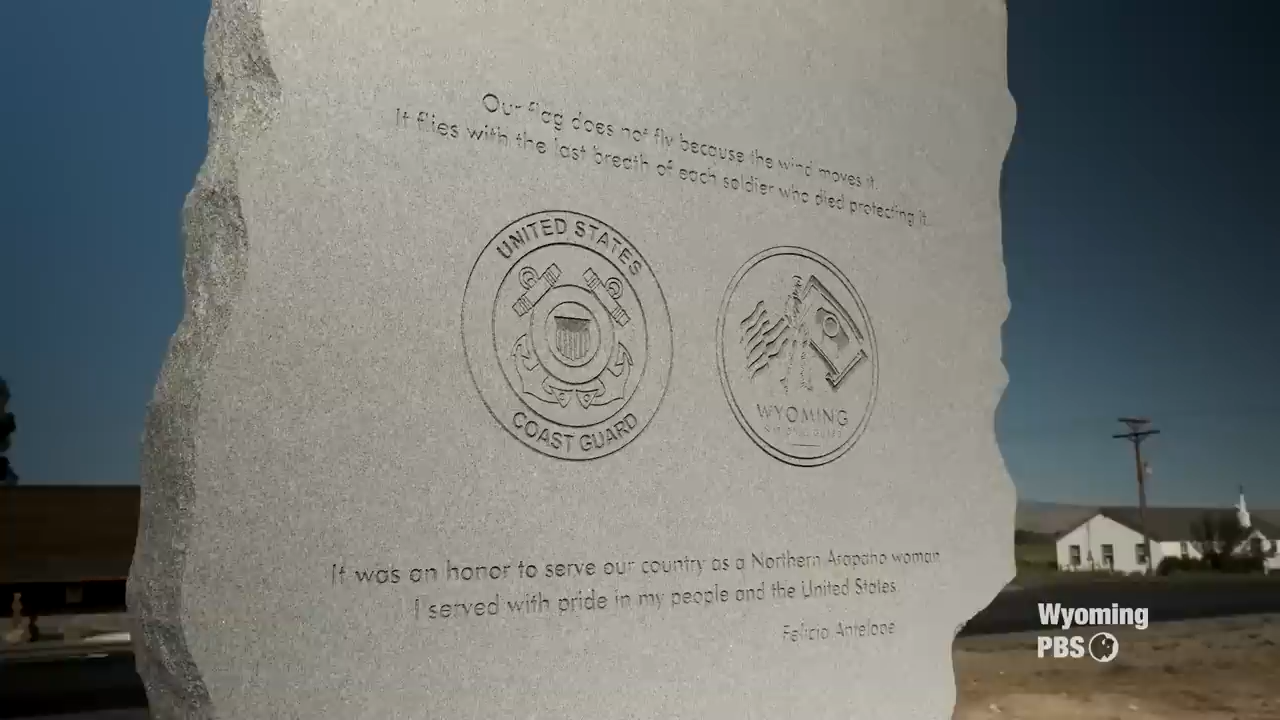 Our flag does not fly because the wind moves it.
It flies with the last breath of each soldier who died protecting it.
UNITED STATES
COAST GUARD
WYOMING
NATIONAL GUARD
It was an honor to serve our country as a Northern Arapaho woman
I served with pride in my people and the United States
Felicia Antelope
Wyoming
PBS